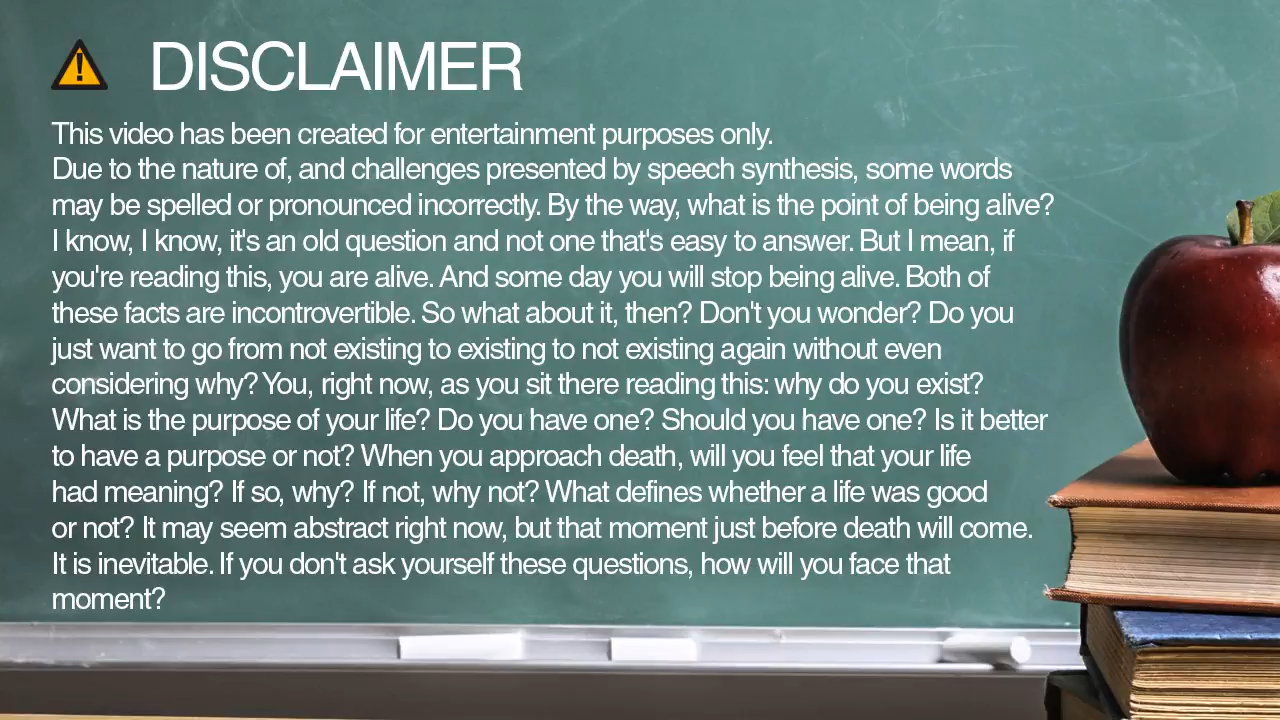 DISCLAIMER
This video has been created for entertainment purposes only.
Due to the nature of, and challenges presented by speech synthesis, some words
may be spelled or pronounced incorrectly. By the way, what is the point of being alive?
I know, I know, it's an old question and not one that's easy to answer. But I mean, if
you're reading this, you are alive. And some day you will stop being alive. Both of
these facts are incontrovertible. So what about it, then? Don't you wonder? Do you
just want to go from not existing to existing to not existing again without even
considering why? You, right now, as you sit there reading this: why do you exist?
What is the purpose of your life? Do you have one? Should you have one? Is it better
to have a purpose or not? When you approach death, will you feel that your life
had meaning? If so, why? If not, why not? What defines whether a life was good
or not? It may seem abstract right now, but that moment just before death will come.
It is inevitable. If you don't ask yourself these questions, how will you face that
moment?